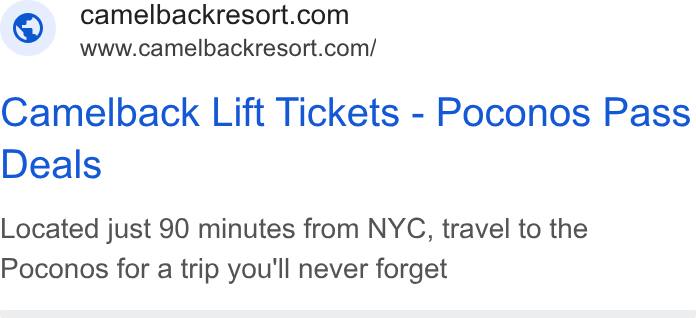 camelbackresort.com
www.camelbackresort.com/
Camelback Lift Tickets - Poconos Pass
Deals
Located just 90 minutes from NYC, travel to the
Poconos for a trip you'll never forget